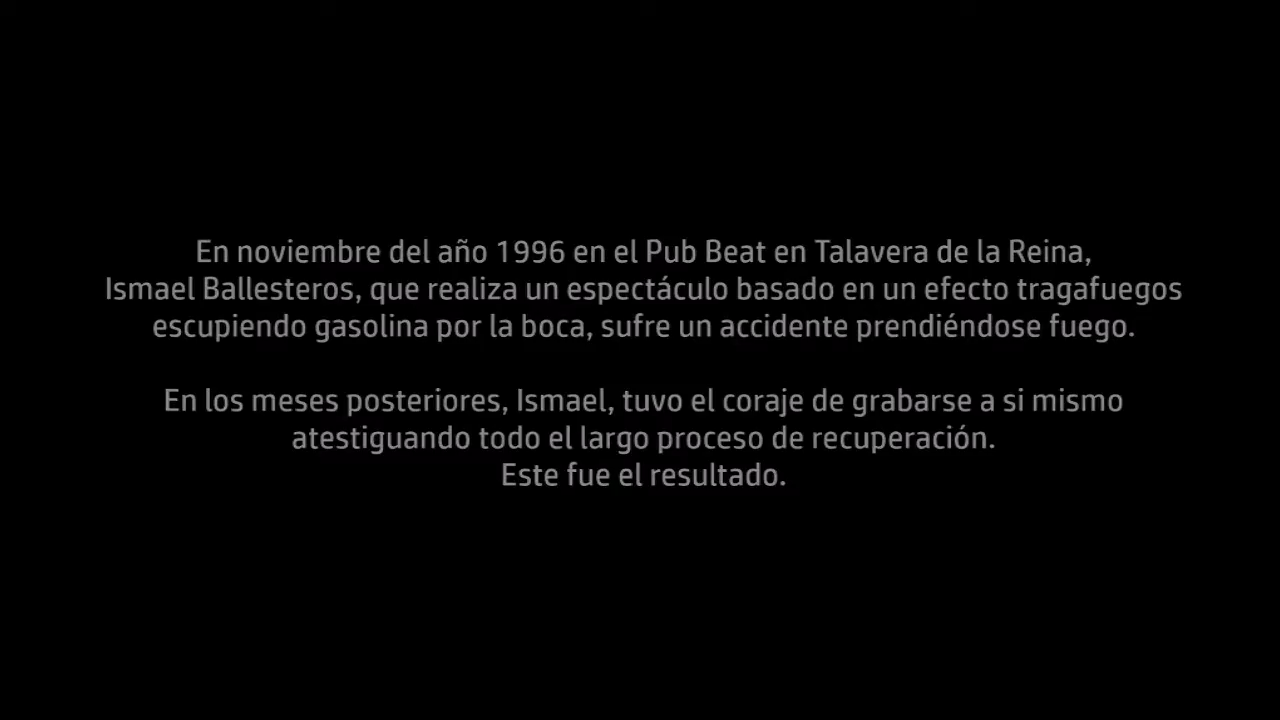 En noviembre del año 1996 en el Pub Beat en Talavera de la Reina,
Ismael Ballesteros, que realiza un espectáculo basado en un efecto tragafuegos
escupiendo gasolina por la boca, sufre un accidente prendiéndose fuego.
En los meses posteriores, Ismael, tuvo el coraje de grabarse a si mismo
atestiguando todo el largo proceso de recuperación.
Este fue el resultado.